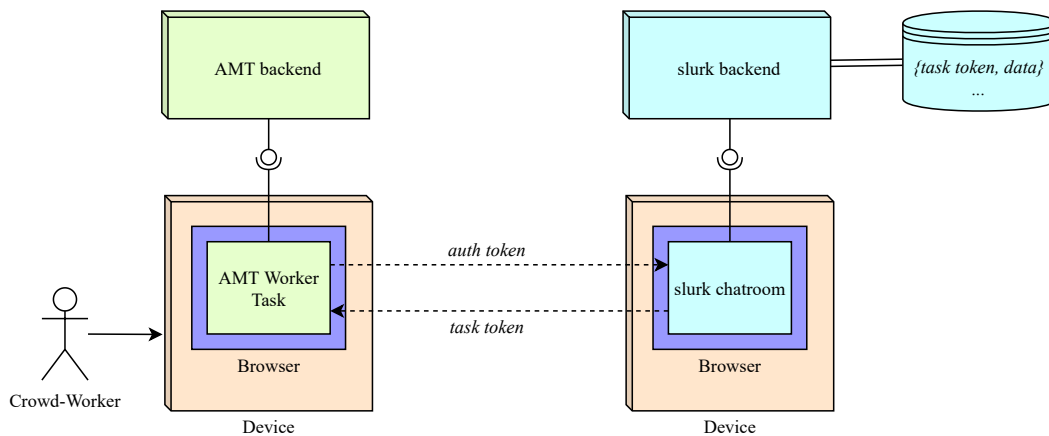 AMT backend
slurk backend
{task token, data}
...
auth token
AMT Worker
Task
slurk chatroom
task token
Browser
Browser
Crowd-Worker
Device
Device